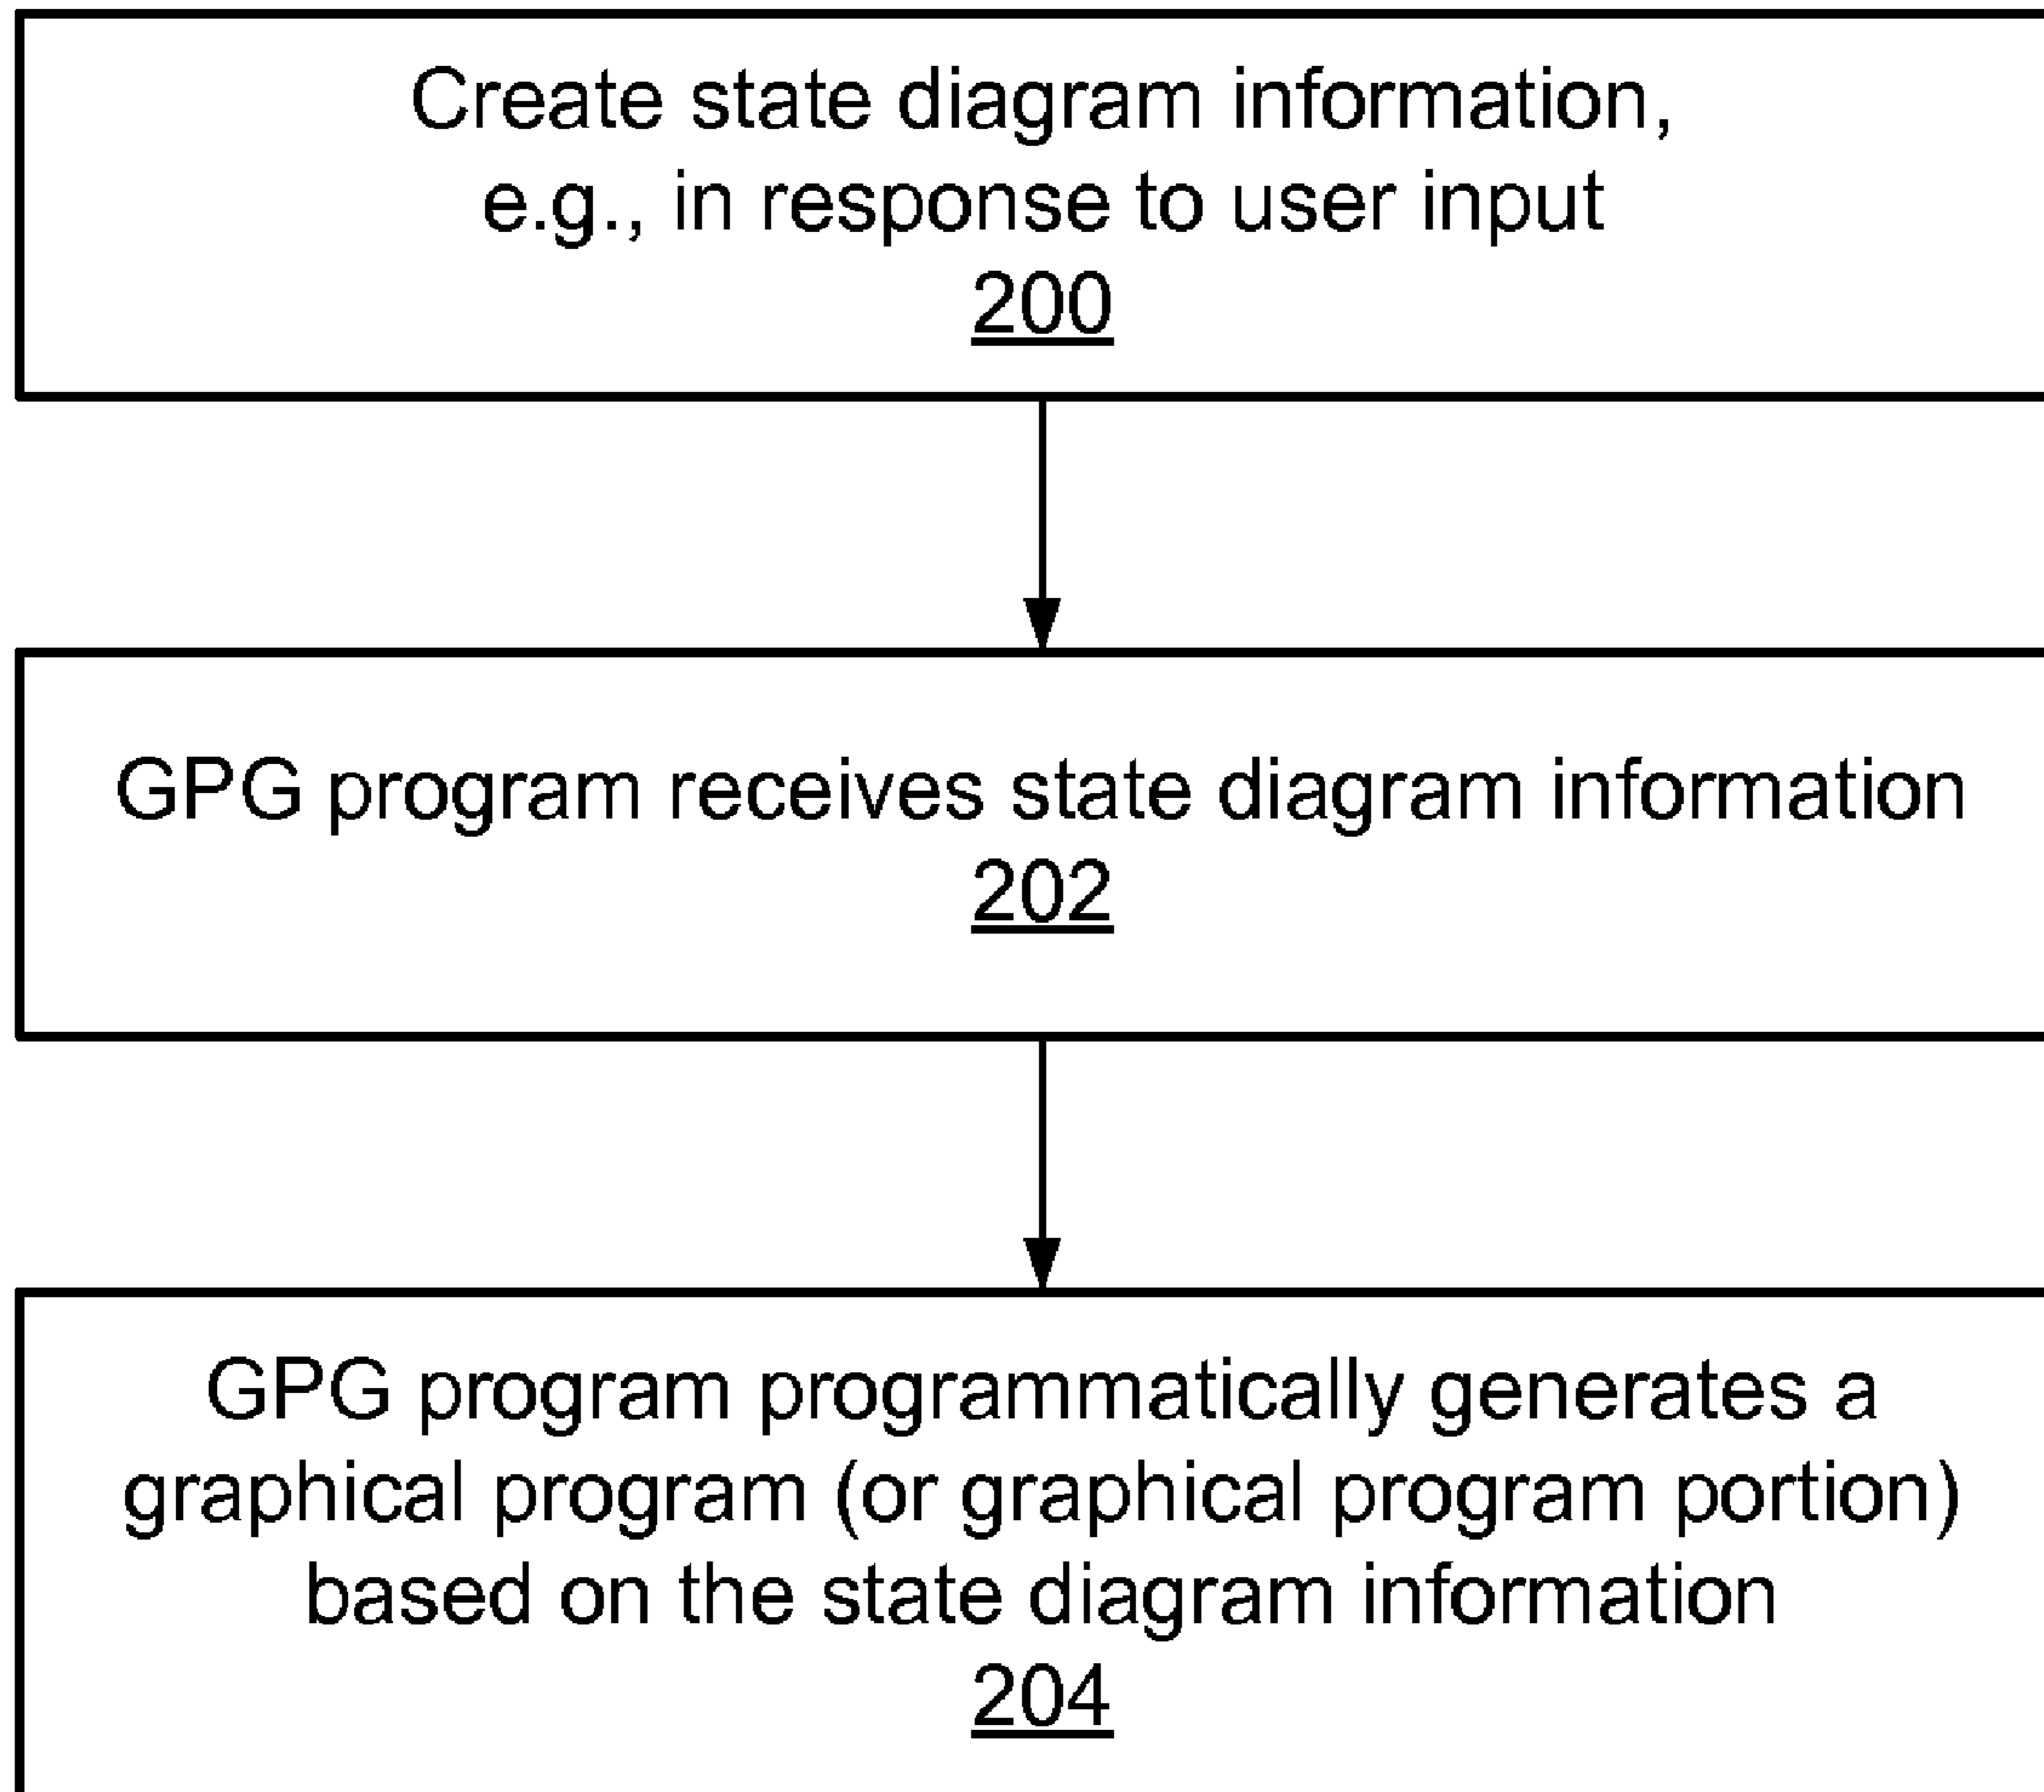 Create state diagram information,
e.g., in response to user input
200
GPG program receives state diagram information
202
GPG program programmatically generates a
graphical program (or graphical program portion)
based on the state diagram information
204